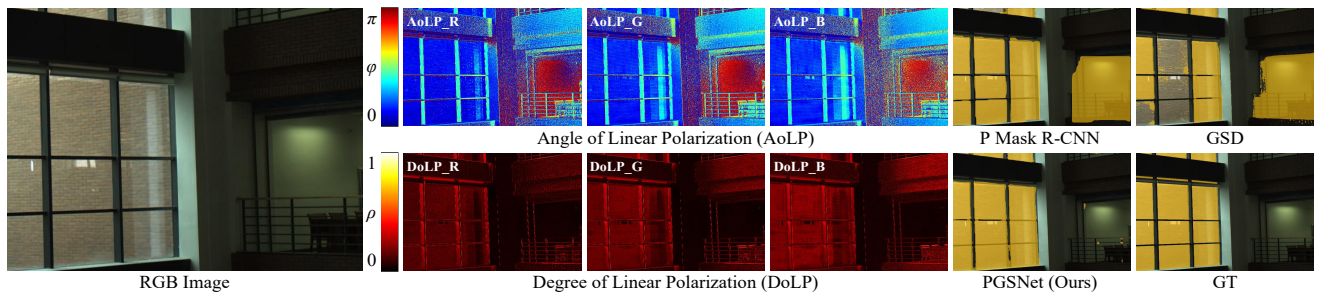 π
φ
0
AoLP_R
AoLP_G
AoLP_B
Angle of Linear Polarization (AoLP)
P Mask R-CNN
GSD
1
ρ
0
DoLP_R
DoLP_G
DoLP_B
RGB Image
Degree of Linear Polarization (DoLP)
PGSNet (Ours)
GT